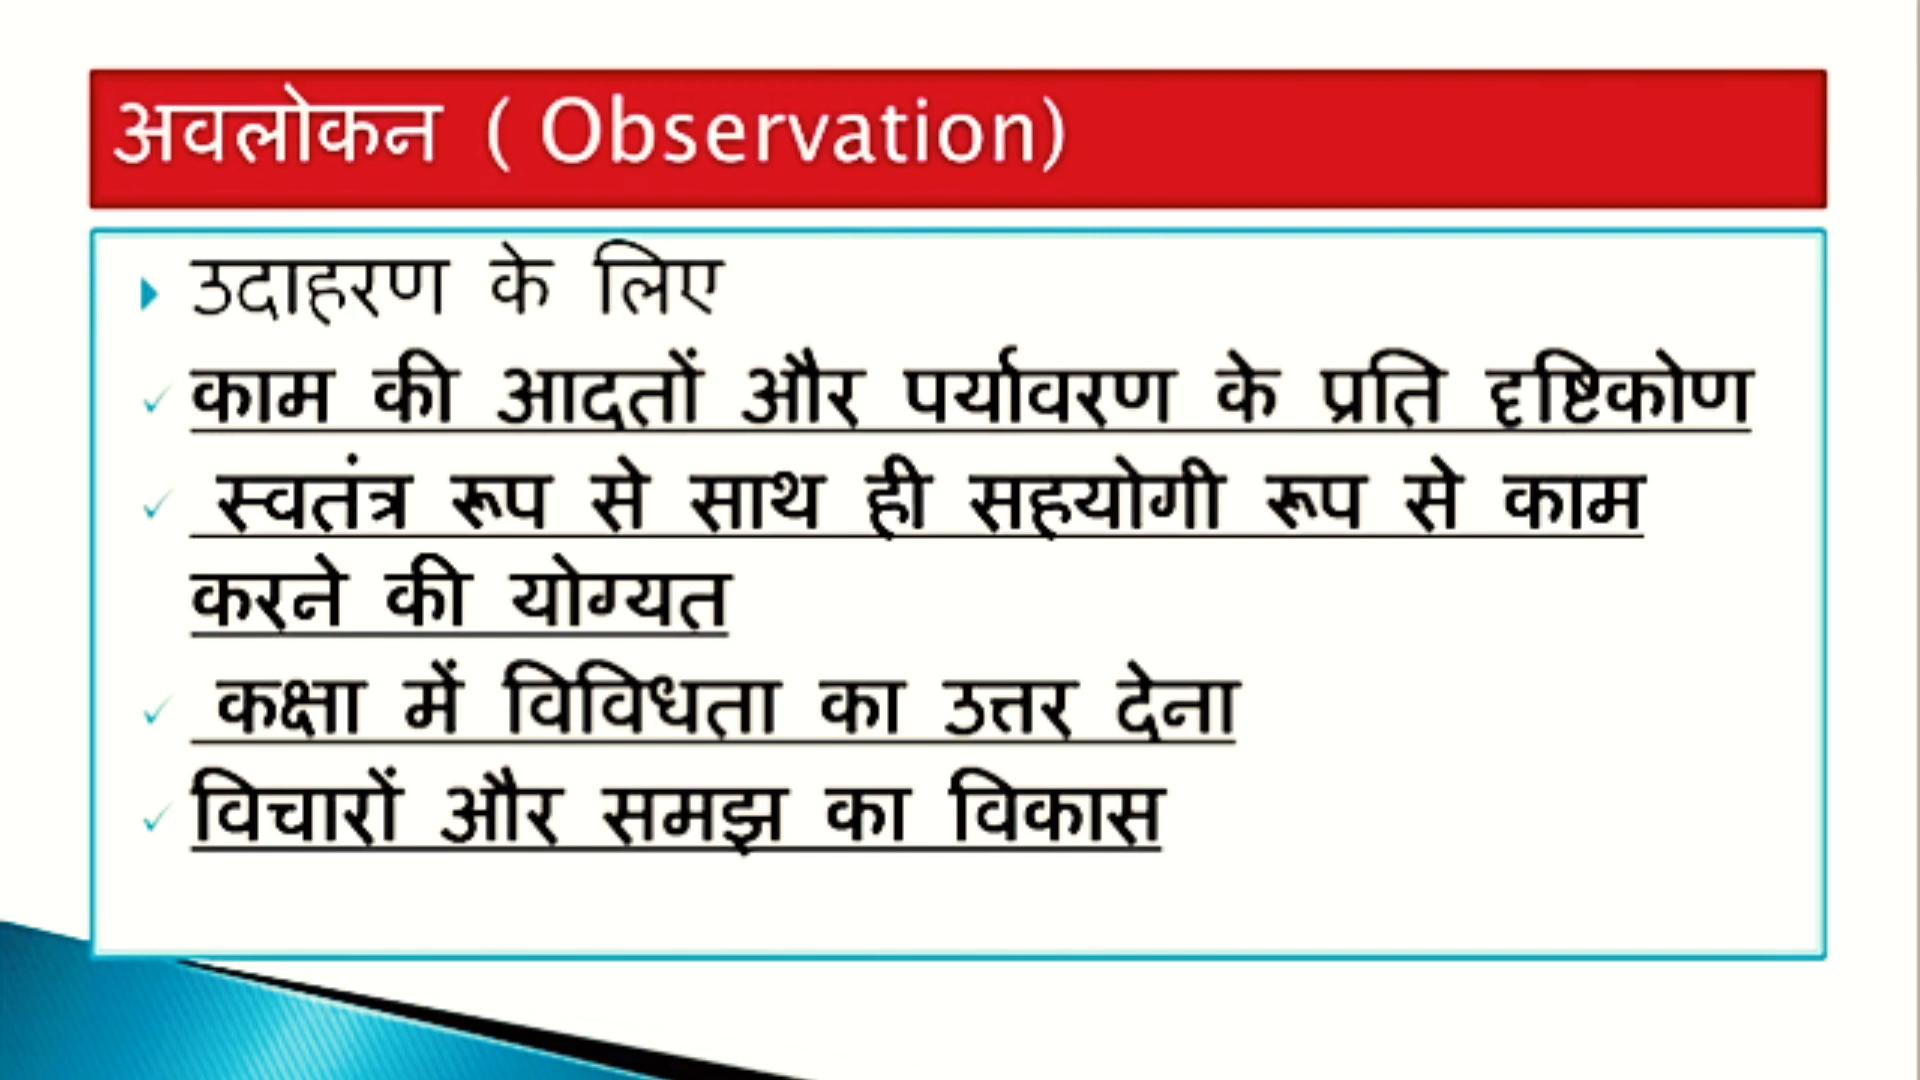 अवलोकन ( Observation)
उदाहरण के लिए
काम की आदतों और पर्यावरण के प्रति दृष्टिकोण
स्वतंत्र रूप से साथ ही सहयोगी रूप से काम
करने की योग्यत
कक्षा में विविधता का उत्तर देना
विचारों और समझ का विकास